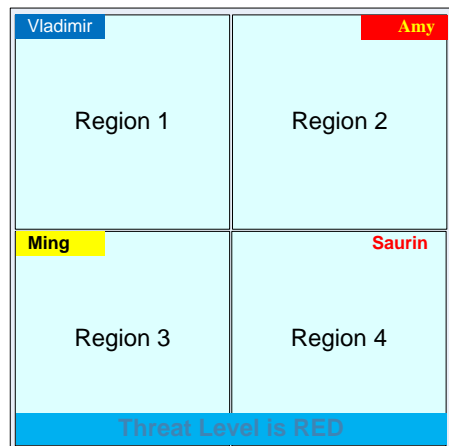 Vladimir
Amy
Region 1
Region 2
Ming
Saurin
Region 3
Region 4
Threat Level is RED